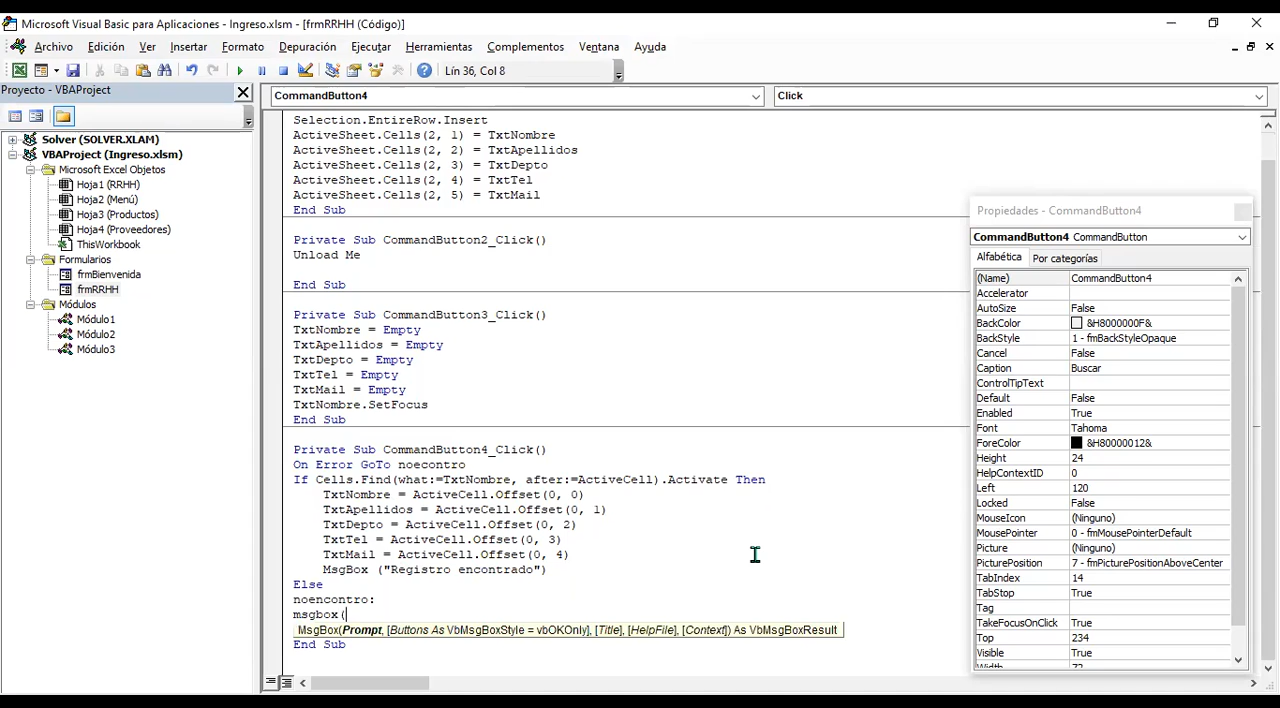 Microsoft Visual Basic para Aplicaciones - Ingreso.xlsm - [frmRRHH (Código)]
Archivo Edición Ver Insertar Formato Depuración Ejecutar Herramientas Complementos Ventana Ayuda
Lín 36, Col 8
Proyecto - VBAProject
Solver (SOLVER.XLAM)
VBAProject (Ingreso.xlsm)
Microsoft Excel Objetos
Hoja1 (RRHH)
Hoja2 (Menú)
Hoja3 (Productos)
Hoja4 (Proveedores)
ThisWorkbook
Formularios
frmBienvenida
frmRRHH
Módulos
Módulo1
Módulo2
Módulo3
CommandButton4 Click
Selection.EntireRow.Insert
ActiveSheet.Cells(2, 1) = TxtNombre
ActiveSheet.Cells(2, 2) = TxtApellidos
ActiveSheet.Cells(2, 3) = TxtDepto
ActiveSheet.Cells(2, 4) = TxtTel
ActiveSheet.Cells(2, 5) = TxtMail
End Sub
Private Sub CommandButton2_Click()
Unload Me
End Sub
Private Sub CommandButton3_Click()
TxtNombre = Empty
TxtApellidos = Empty
TxtDepto = Empty
TxtTel = Empty
TxtMail = Empty
TxtNombre.SetFocus
End Sub
Private Sub CommandButton4_Click()
On Error GoTo noecontro
If Cells.Find(what:=TxtNombre, after:=ActiveCell).Activate Then
TxtNombre = ActiveCell.Offset(0, 0)
TxtApellidos = ActiveCell.Offset(0, 1)
TxtDepto = ActiveCell.Offset(0, 2)
TxtTel = ActiveCell.Offset(0, 3)
TxtMail = ActiveCell.Offset(0, 4)
MsgBox ("Registro encontrado")
Else
noencontro:
msgbox(
MsgBox(Prompt, [Buttons As VbMsgBoxStyle = vbOKOnly], [Title], [HelpFile], [Context]) As VbMsgBoxResult
End Sub
Propiedades - CommandButton4
CommandButton4 CommandButton
Alfabética Por categorías
(Name) CommandButton4
Accelerator
AutoSize False
BackColor &H8000000F&
BackStyle 1 - fmBackStyleOpaque
Cancel False
Caption Buscar
ControlTipText
Default False
Enabled True
Font Tahoma
ForeColor &H80000012&
Height 24
HelpContextID 0
Left 120
Locked False
MouseIcon (Ninguno)
MousePointer 0 - fmMousePointerDefault
Picture (Ninguno)
PicturePosition 7 - fmPicturePositionAboveCenter
TabIndex 14
TabStop True
Tag
TakeFocusOnClick True
Top 234
Visible True
Width 72